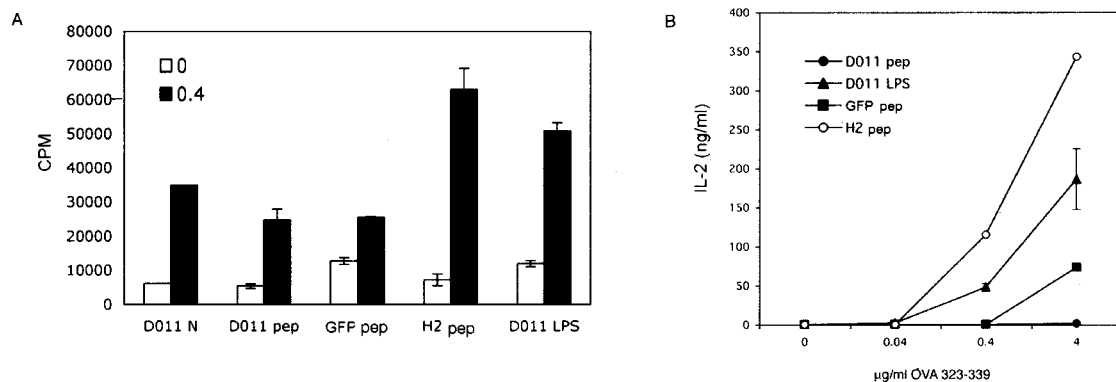 A
80000
70000
60000
50000
40000
30000
20000
10000
0
CPM
0
0.4
D011 N D011 pep GFP pep H2 pep D011 LPS
B
400
350
300
250
200
150
100
50
0
IL-2 (ng/ml)
D011 pep
D011 LPS
GFP pep
H2 pep
0 0.04 0.4 4
µg/ml OVA 323-339